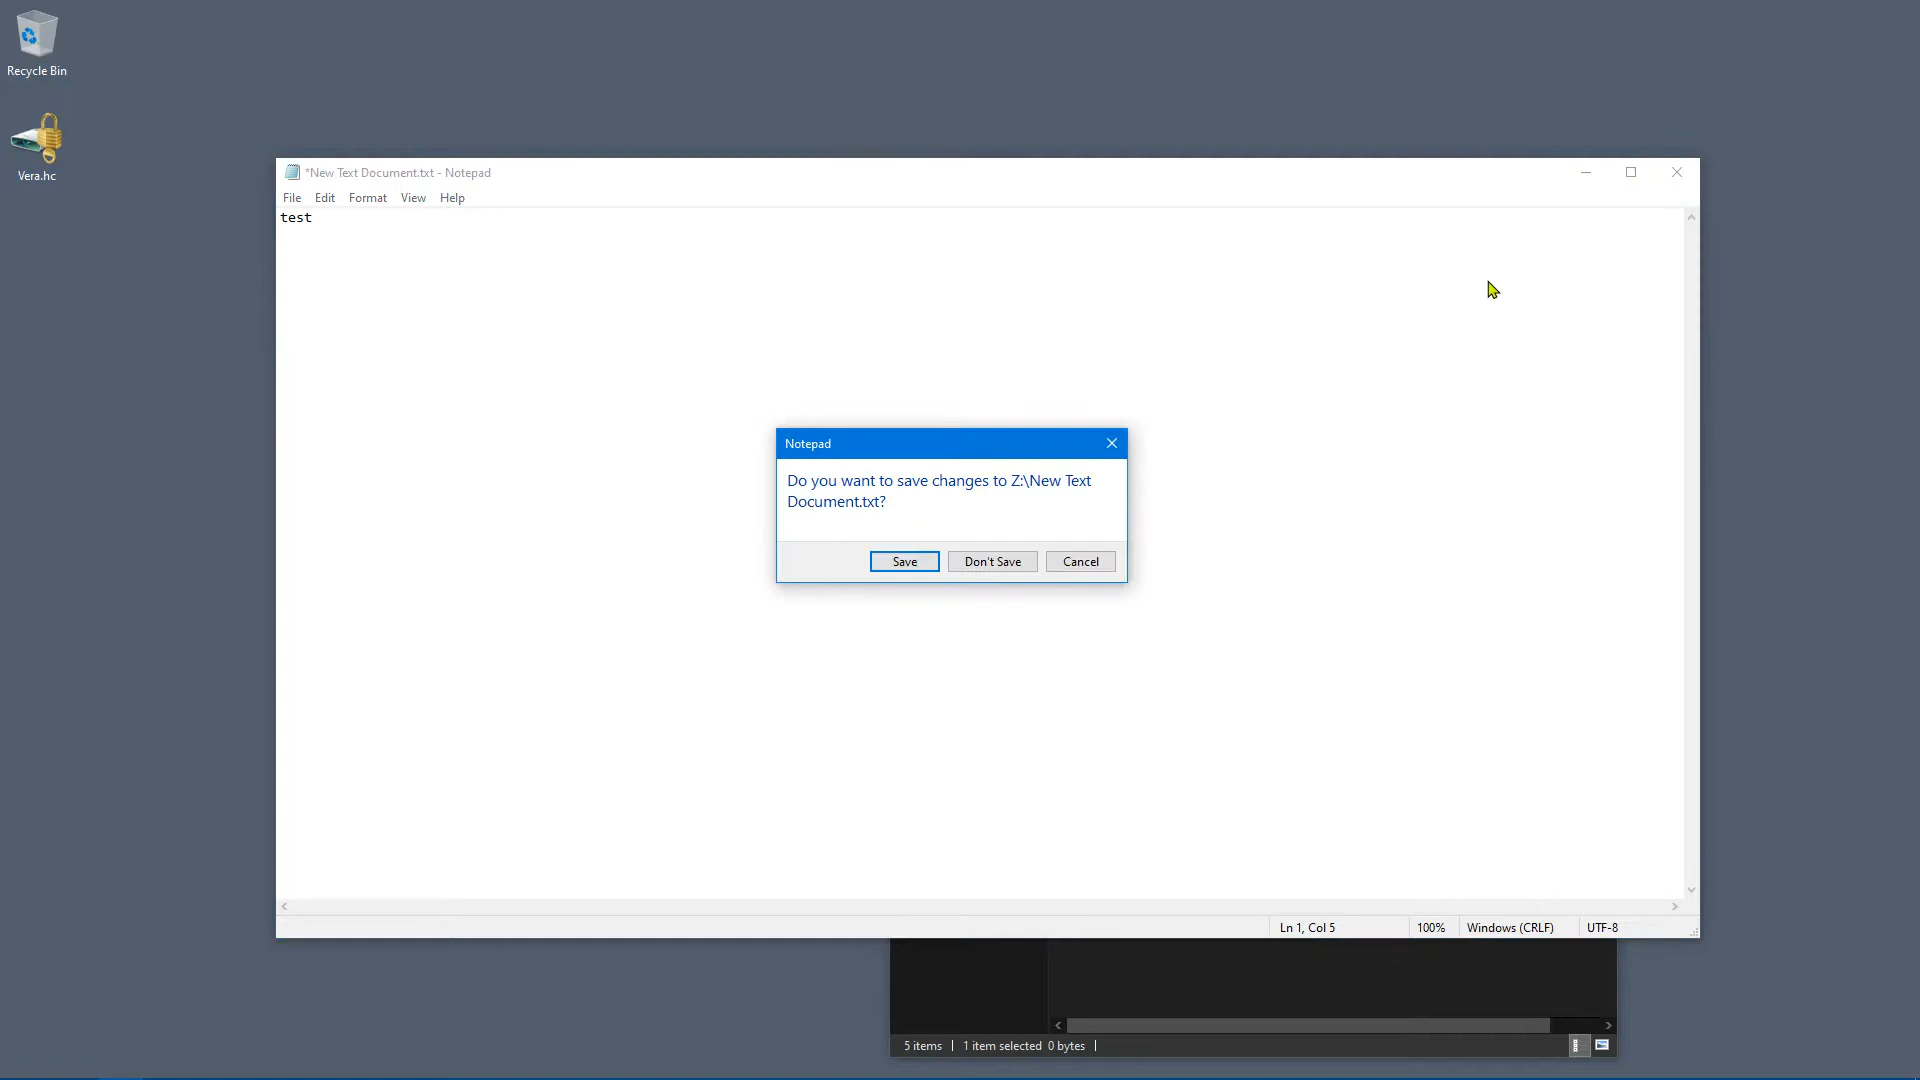 Recycle Bin
Vera.hc
*New Text Document.txt - Notepad
File Edit Format View Help
test
Notepad
Do you want to save changes to Z:\New Text
Document.txt?
Save Don't Save Cancel
Ln 1, Col 5 100% Windows (CRLF) UTF-8
5 items 1 item selected 0 bytes